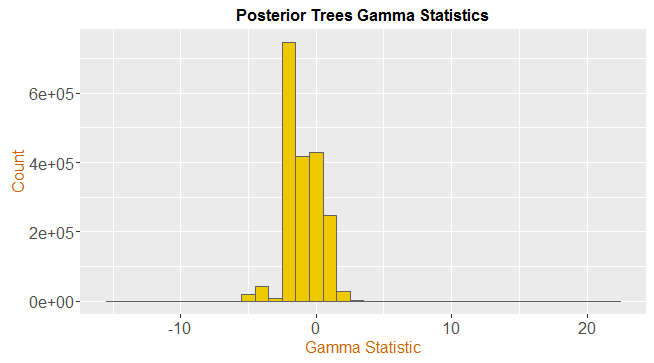 Posterior Trees Gamma Statistics
6e+05
4e+05
2e+05
0e+00
Count
-10
0
10
20
Gamma Statistic